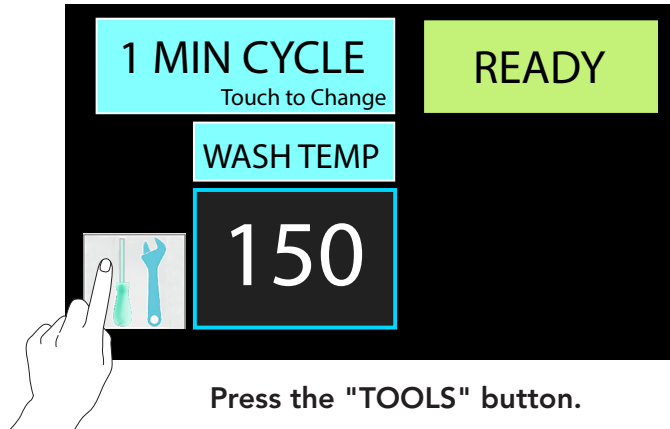 1 MIN CYCLE
Touch to Change
READY
WASH TEMP
150
Press the "TOOLS" button.